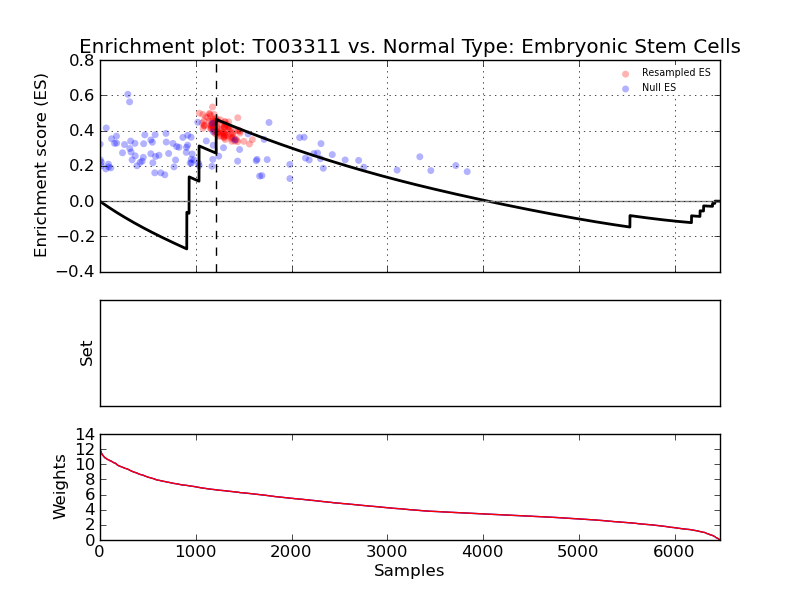 Enrichment plot: T003311 vs. Normal Type: Embryonic Stem Cells
Enrichment score (ES)
0.8
0.6
0.4
0.2
0.0
−0.2
−0.4
Resampled ES
Null ES
Set
Weights
14
12
10
8
6
4
2
0
0 1000 2000 3000 4000 5000 6000
Samples